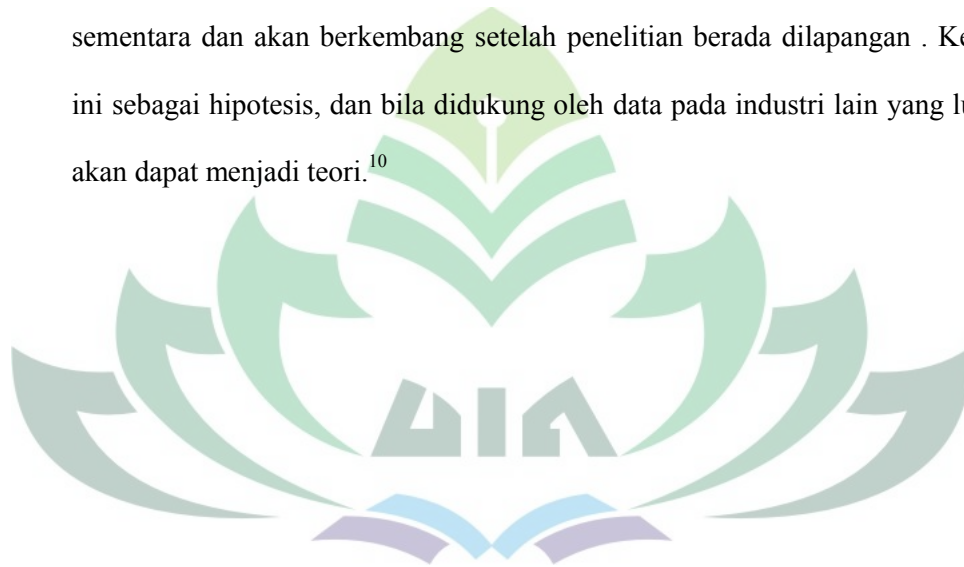 sementara dan akan berkembang setelah penelitian berada dilapangan . Ke
ini sebagai hipotesis, dan bila didukung oleh data pada industri lain yang lu
akan dapat menjadi teori.10
UIN